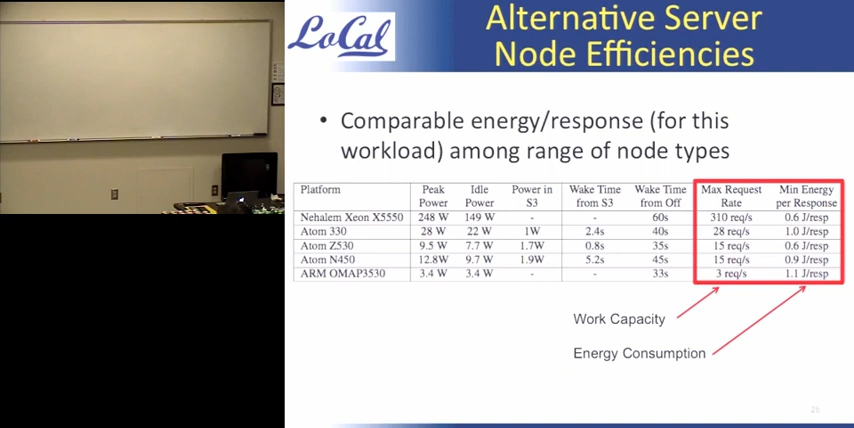 LoCal
Alternative Server
Node Efficiencies
• Comparable energy/response (for this
workload) among range of node types
Platform Peak Power Idle Power Power in S3 Wake Time from S3 Wake Time from Off Max Request Rate Min Energy per Response
Nehalem Xeon X5550 248 W 149 W - - 60s 310 req/s 0.6 J/resp
Atom 330 28 W 22 W 1W 2.4s 40s 28 req/s 1.0 J/resp
Atom Z530 9.5 W 7.7 W 1.7W 0.8s 35s 15 req/s 0.6 J/resp
Atom N450 12.8W 9.7 W 1.9W 5.2s 45s 15 req/s 0.9 J/resp
ARM OMAP3530 3.4 W 3.4 W - - 33s 3 req/s 1.1 J/resp
Work Capacity
Energy Consumption